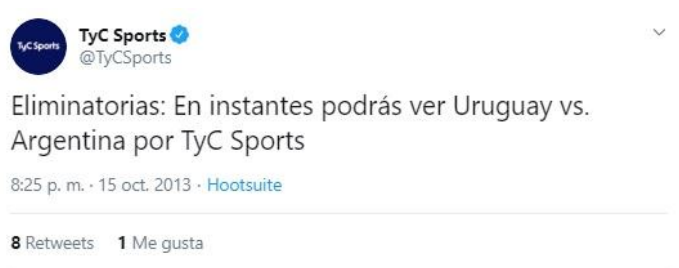 TyC Sports
TyC Sports
@TyCSports
Eliminatorias: En instantes podrás ver Uruguay vs.
Argentina por TyC Sports
8:25 p. m. · 15 oct. 2013 · Hootsuite
8 Retweets 1 Me gusta